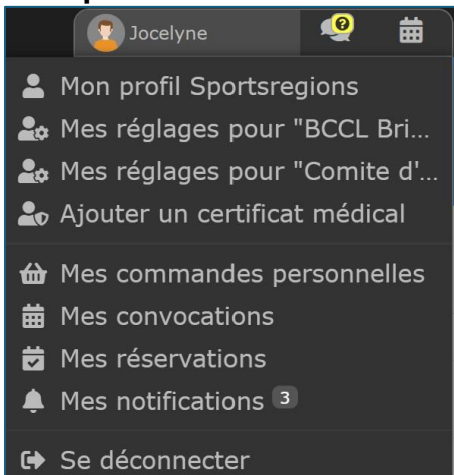 Jocelyne
?
Mon profil Sportsregions
Mes réglages pour "BCCL Bri...
Mes réglages pour "Comite d'...
Ajouter un certificat médical
Mes commandes personnelles
Mes convocations
Mes réservations
Mes notifications 3
Se déconnecter